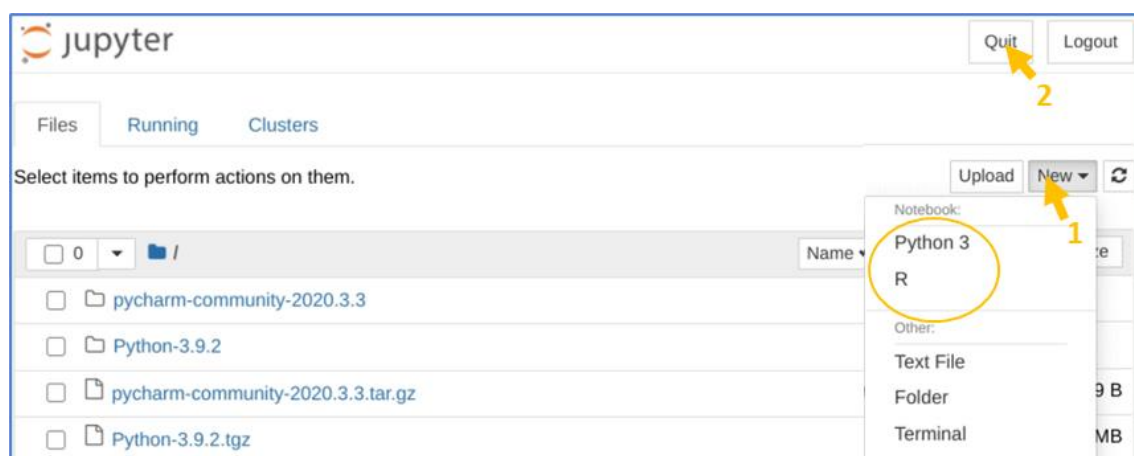 jupyter
Quit
Logout
2
Files
Running
Clusters
Select items to perform actions on them.
Upload
New
1
Notebook:
Python 3
R
0
/
Name
pycharm-community-2020.3.3
Python-3.9.2
Other:
Text File
pycharm-community-2020.3.3.tar.gz
Folder
9 B
Python-3.9.2.tgz
Terminal
MB